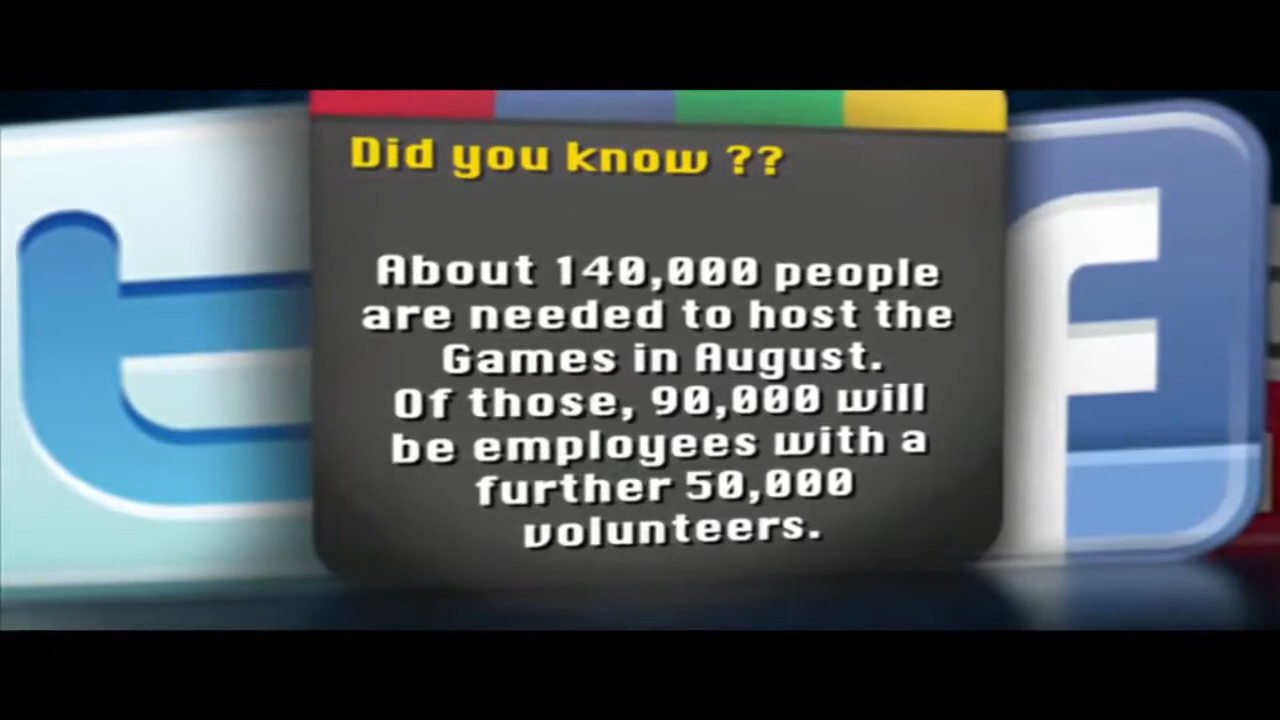 Did you know ??
About 140,000 people
are needed to host the
Games in August.
Of those, 90,000 will
be employees with a
further 50,000
volunteers.